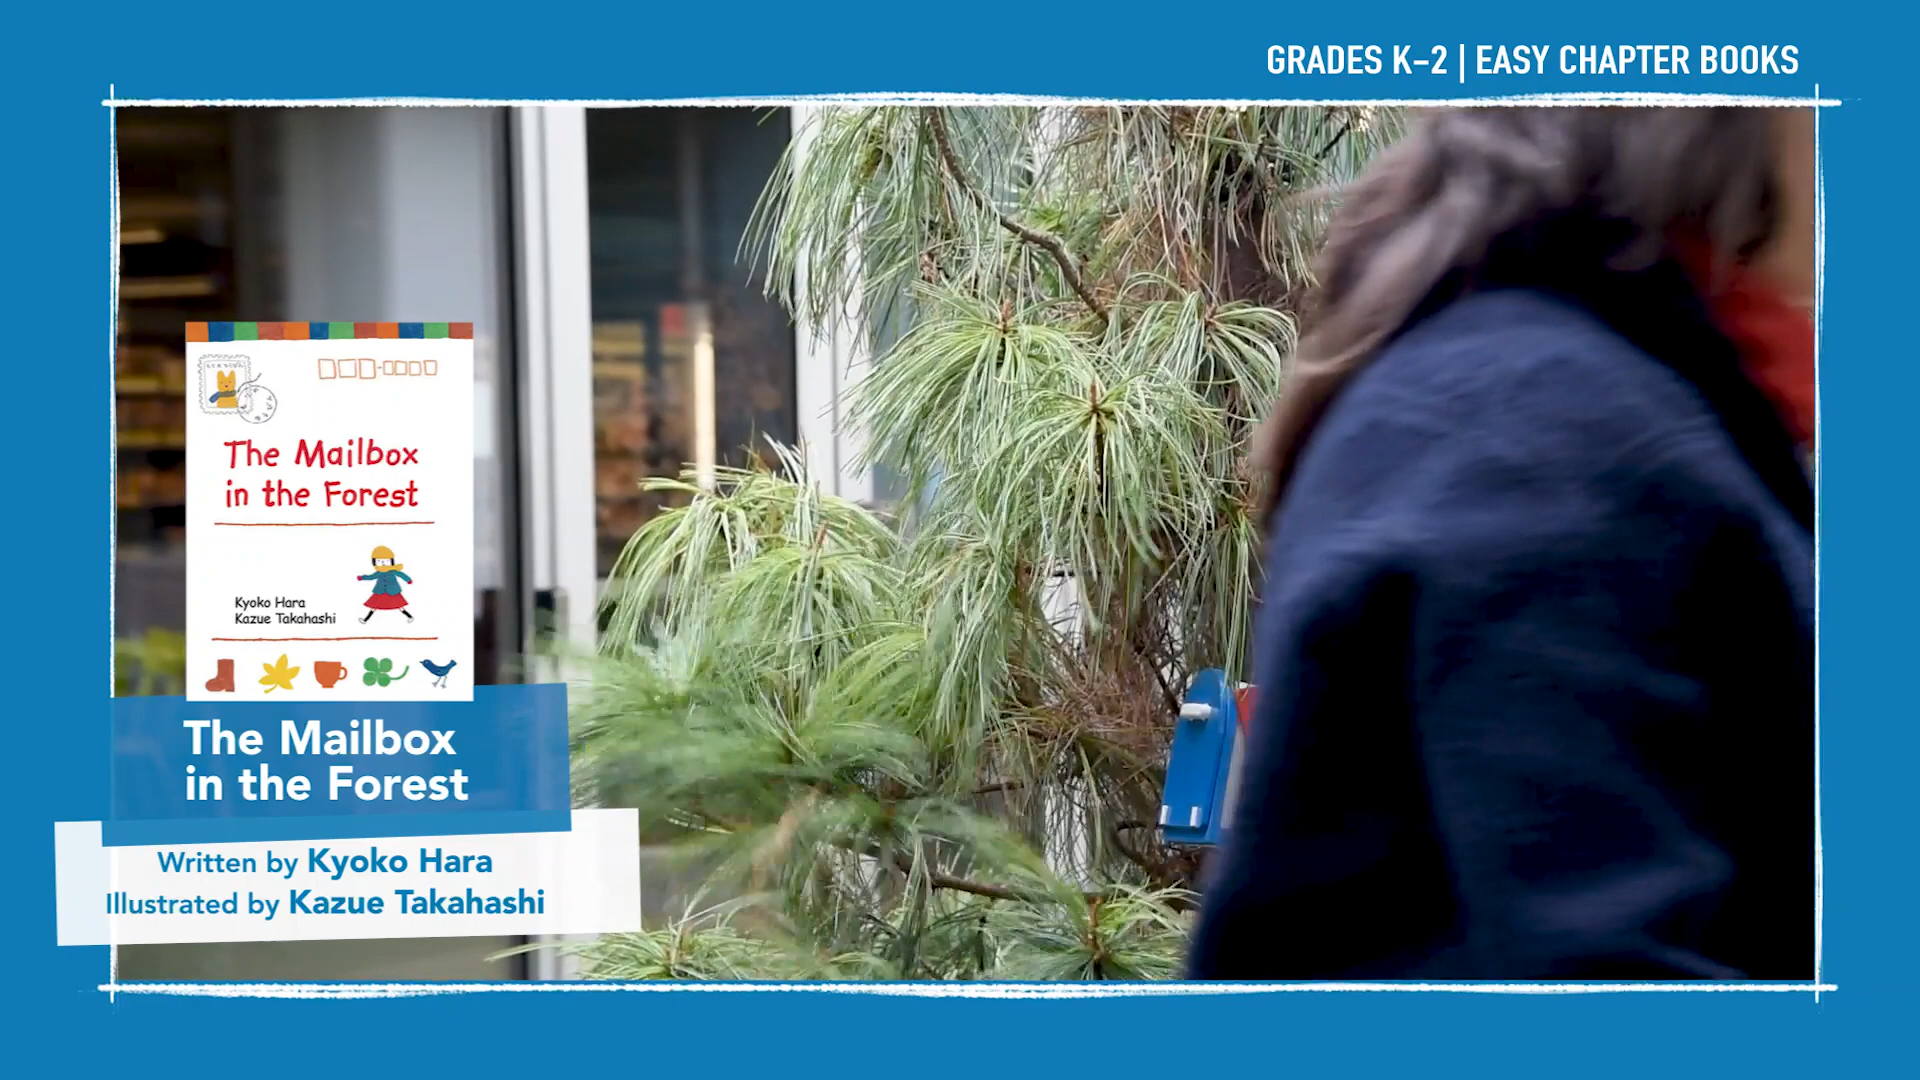 GRADES K–2 | EASY CHAPTER BOOKS
The Mailbox
in the Forest
Kyoko Hara
Kazue Takahashi
The Mailbox
in the Forest
Written by Kyoko Hara
Illustrated by Kazue Takahashi